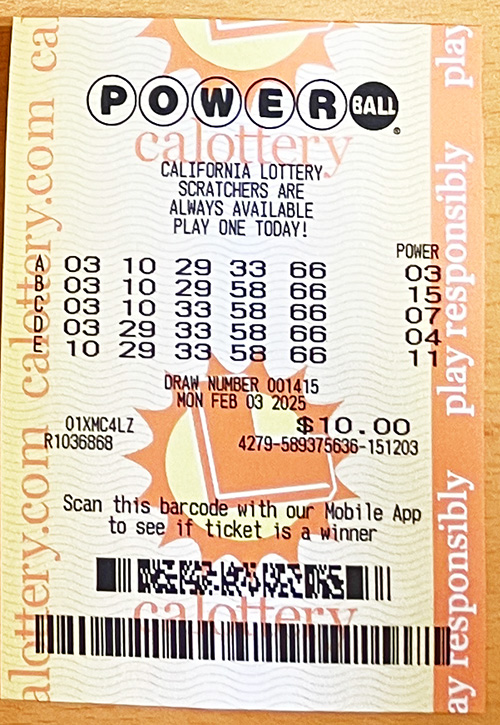 POWERBALL
calottery
CALIFORNIA LOTTERY
SCRATCHERS ARE
ALWAYS AVAILABLE
PLAY ONE TODAY!
POWER
A 03 10 29 33 66 03
B 03 10 29 58 66 15
C 03 10 33 58 66 07
D 03 29 33 58 66 04
E 10 29 33 58 66 11
DRAW NUMBER 001415
MON FEB 03 2025
01XMC4LZ $10.00
R1036868 4279-589375636-151203
Scan this barcode with our Mobile App
to see if ticket is a winner
calottery
alottery.com calottery.com ca
ay responsibly play responsibly play